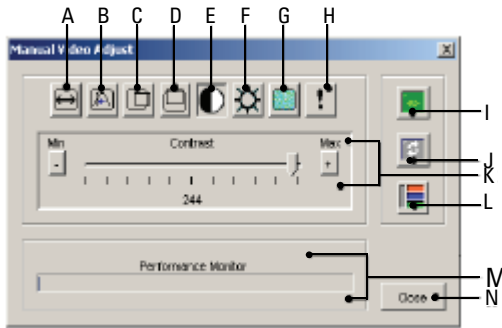 A B C D E F G H
Manual Video Adjust
I
Min Contrast Max
- +
J
K
L
244
Performance Monitor
M
Close N